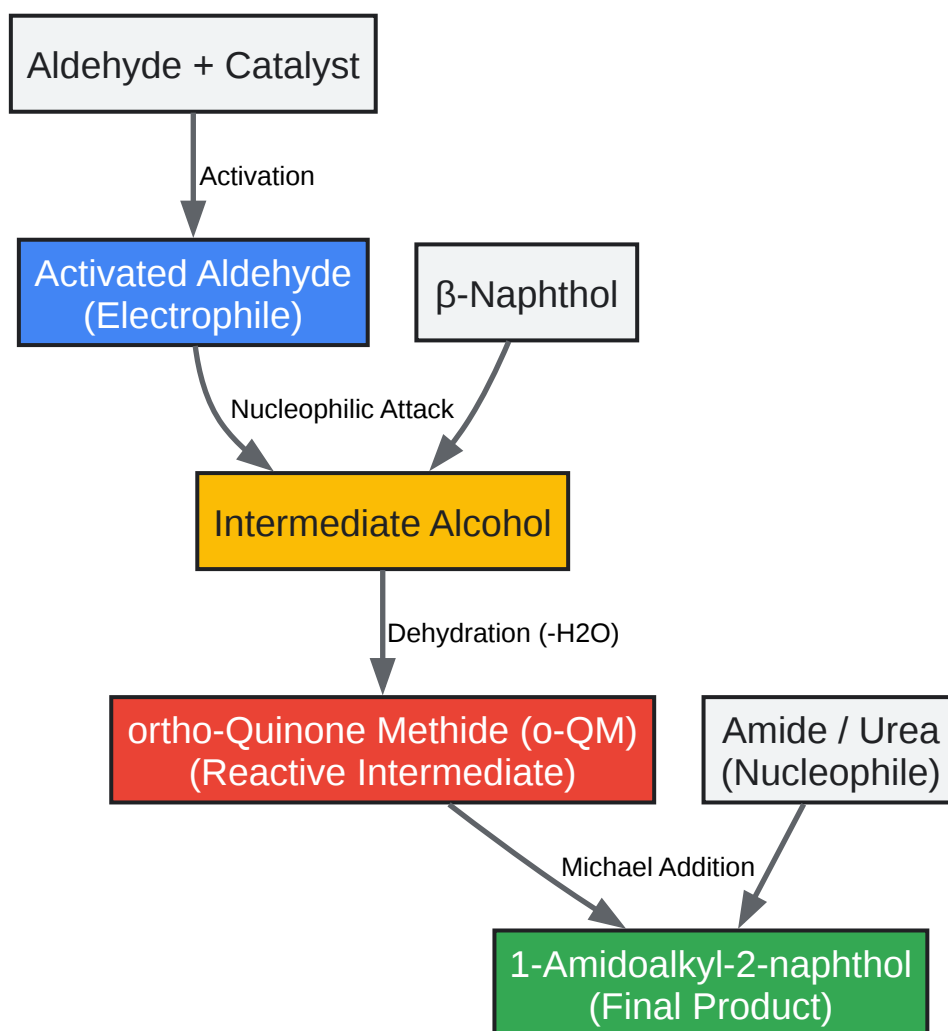 Aldehyde + Catalyst
Activation
Activated Aldehyde
(Electrophile)
β-Naphthol
Nucleophilic Attack
Intermediate Alcohol
Dehydration (-H2O)
ortho-Quinone Methide (o-QM)
(Reactive Intermediate)
Amide / Urea
(Nucleophile)
Michael Addition
1-Amidoalkyl-2-naphthol
(Final Product)